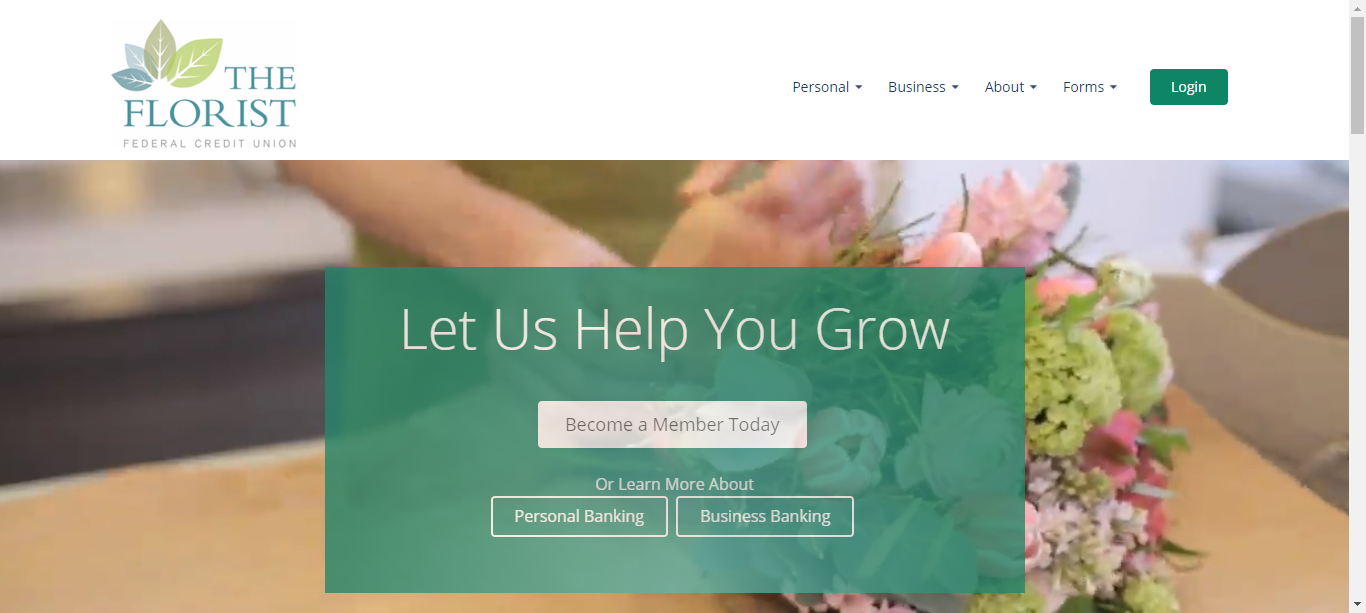 THE
FLORIST
FEDERAL CREDIT UNION
Personal Business About Forms Login
Let Us Help You Grow
Become a Member Today
Or Learn More About
Personal Banking Business Banking